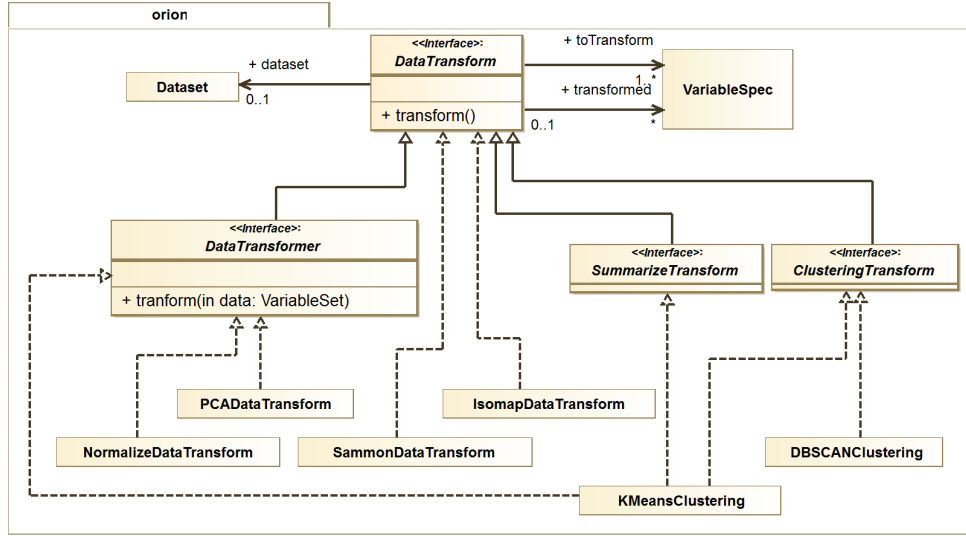 orion
<<Interface>>
DataTransform
+ transform()
+ dataset
0..1
Dataset
+ toTransform
1..*
+ transformed
0..1
*
VariableSpec
<<Interface>>
DataTransformer
+ tranform(in data: VariableSet)
<<Interface>>
SummarizeTransform
<<Interface>>
ClusteringTransform
PCADataTransform
IsomapDataTransform
NormalizeDataTransform
SammonDataTransform
DBSCANClustering
KMeansClustering